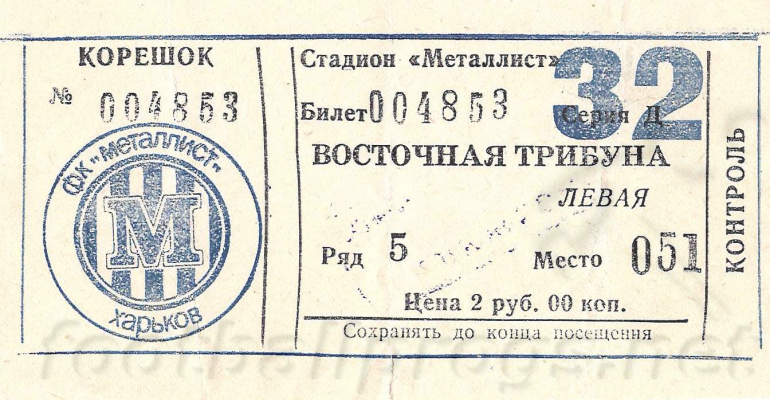 КОРЕШОК
№ 004853
ФК "металлист"
М
харьков
Стадион «Металлист»
32
Билет 004853 Серия Д
ВОСТОЧНАЯ ТРИБУНА
ЛЕВАЯ
Ряд 5 Место 051
Цена 2 руб. 00 коп.
Сохранять до конца посещения
КОНТРОЛЬ